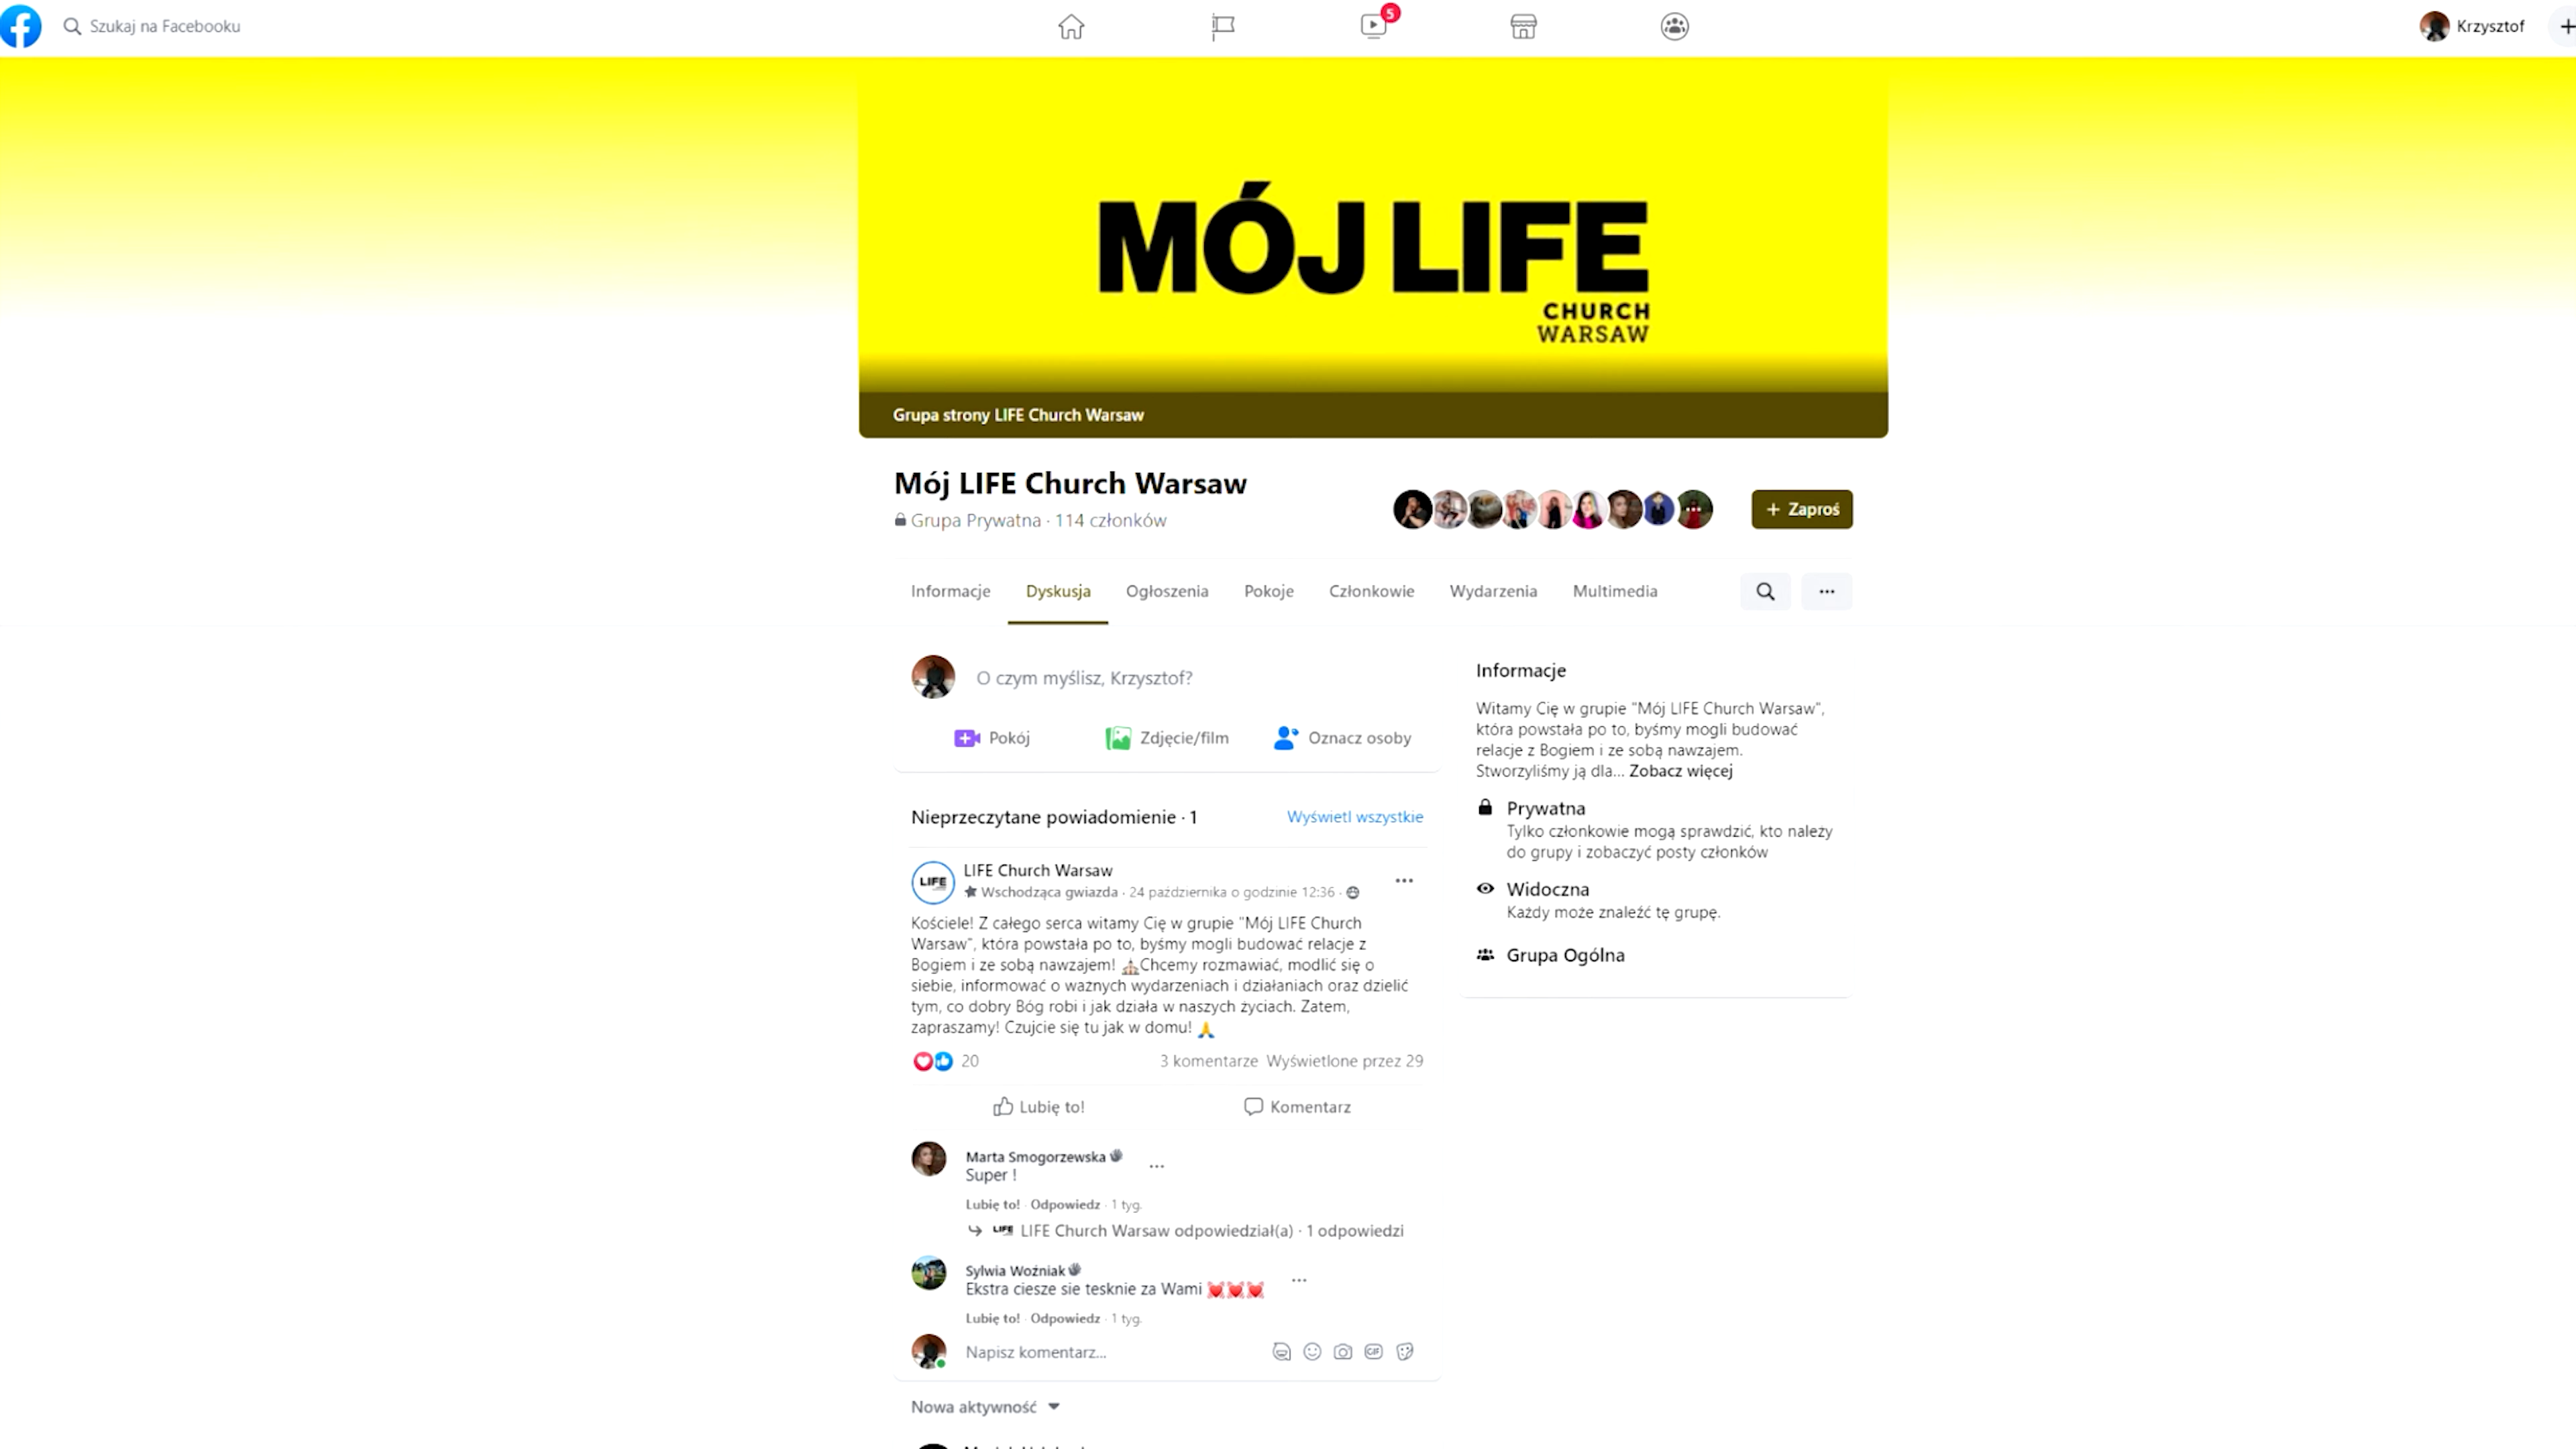 Szukaj na Facebooku
5
Krzysztof
MÓJ LIFE
CHURCH
WARSAW
Grupa strony LIFE Church Warsaw
Mój LIFE Church Warsaw
Grupa Prywatna · 114 członków
+ Zaproś
Informacje Dyskusja Ogłoszenia Pokoje Członkowie Wydarzenia Multimedia
O czym myślisz, Krzysztof?
Pokój Zdjęcie/film Oznacz osoby
Nieprzeczytane powiadomienie · 1 Wyświetl wszystkie
LIFE
LIFE Church Warsaw
Wschodząca gwiazda · 24 października o godzinie 12:36 ·
Kościele! Z całego serca witamy Cię w grupie "Mój LIFE Church
Warsaw", która powstała po to, byśmy mogli budować relacje z
Bogiem i ze sobą nawzajem! ⛪Chcemy rozmawiać, modlić się o
siebie, informować o ważnych wydarzeniach i działaniach oraz dzielić
tym, co dobry Bóg robi i jak działa w naszych życiach. Zatem,
zapraszamy! Czujcie się tu jak w domu! 🙏
20 3 komentarze Wyświetlone przez 29
Lubię to! Komentarz
Marta Smogorzewska
Super !
Lubię to! · Odpowiedz · 1 tyg.
LIFE LIFE Church Warsaw odpowiedział(a) · 1 odpowiedzi
Sylwia Woźniak
Ekstra ciesze sie tesknie za Wami 💓💓💓
Lubię to! · Odpowiedz · 1 tyg.
Napisz komentarz...
GIF
Nowa aktywność
Informacje
Witamy Cię w grupie "Mój LIFE Church Warsaw",
która powstała po to, byśmy mogli budować
relacje z Bogiem i ze sobą nawzajem.
Stworzyliśmy ją dla... Zobacz więcej
Prywatna
Tylko członkowie mogą sprawdzić, kto należy
do grupy i zobaczyć posty członków
Widoczna
Każdy może znaleźć tę grupę.
Grupa Ogólna